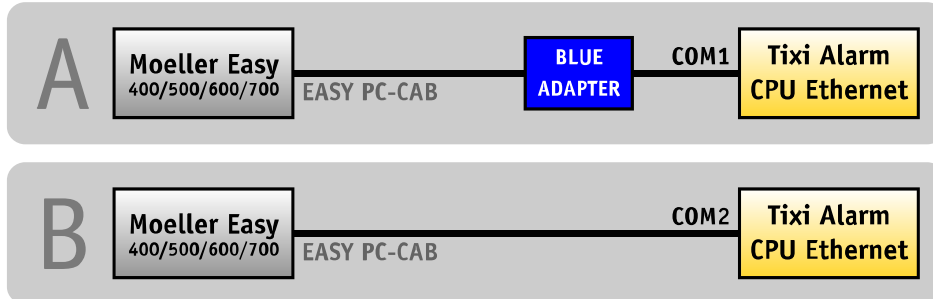 A
Moeller Easy
400/500/600/700
EASY PC-CAB
BLUE
ADAPTER
COM1
Tixi Alarm
CPU Ethernet
B
Moeller Easy
400/500/600/700
EASY PC-CAB
COM2
Tixi Alarm
CPU Ethernet